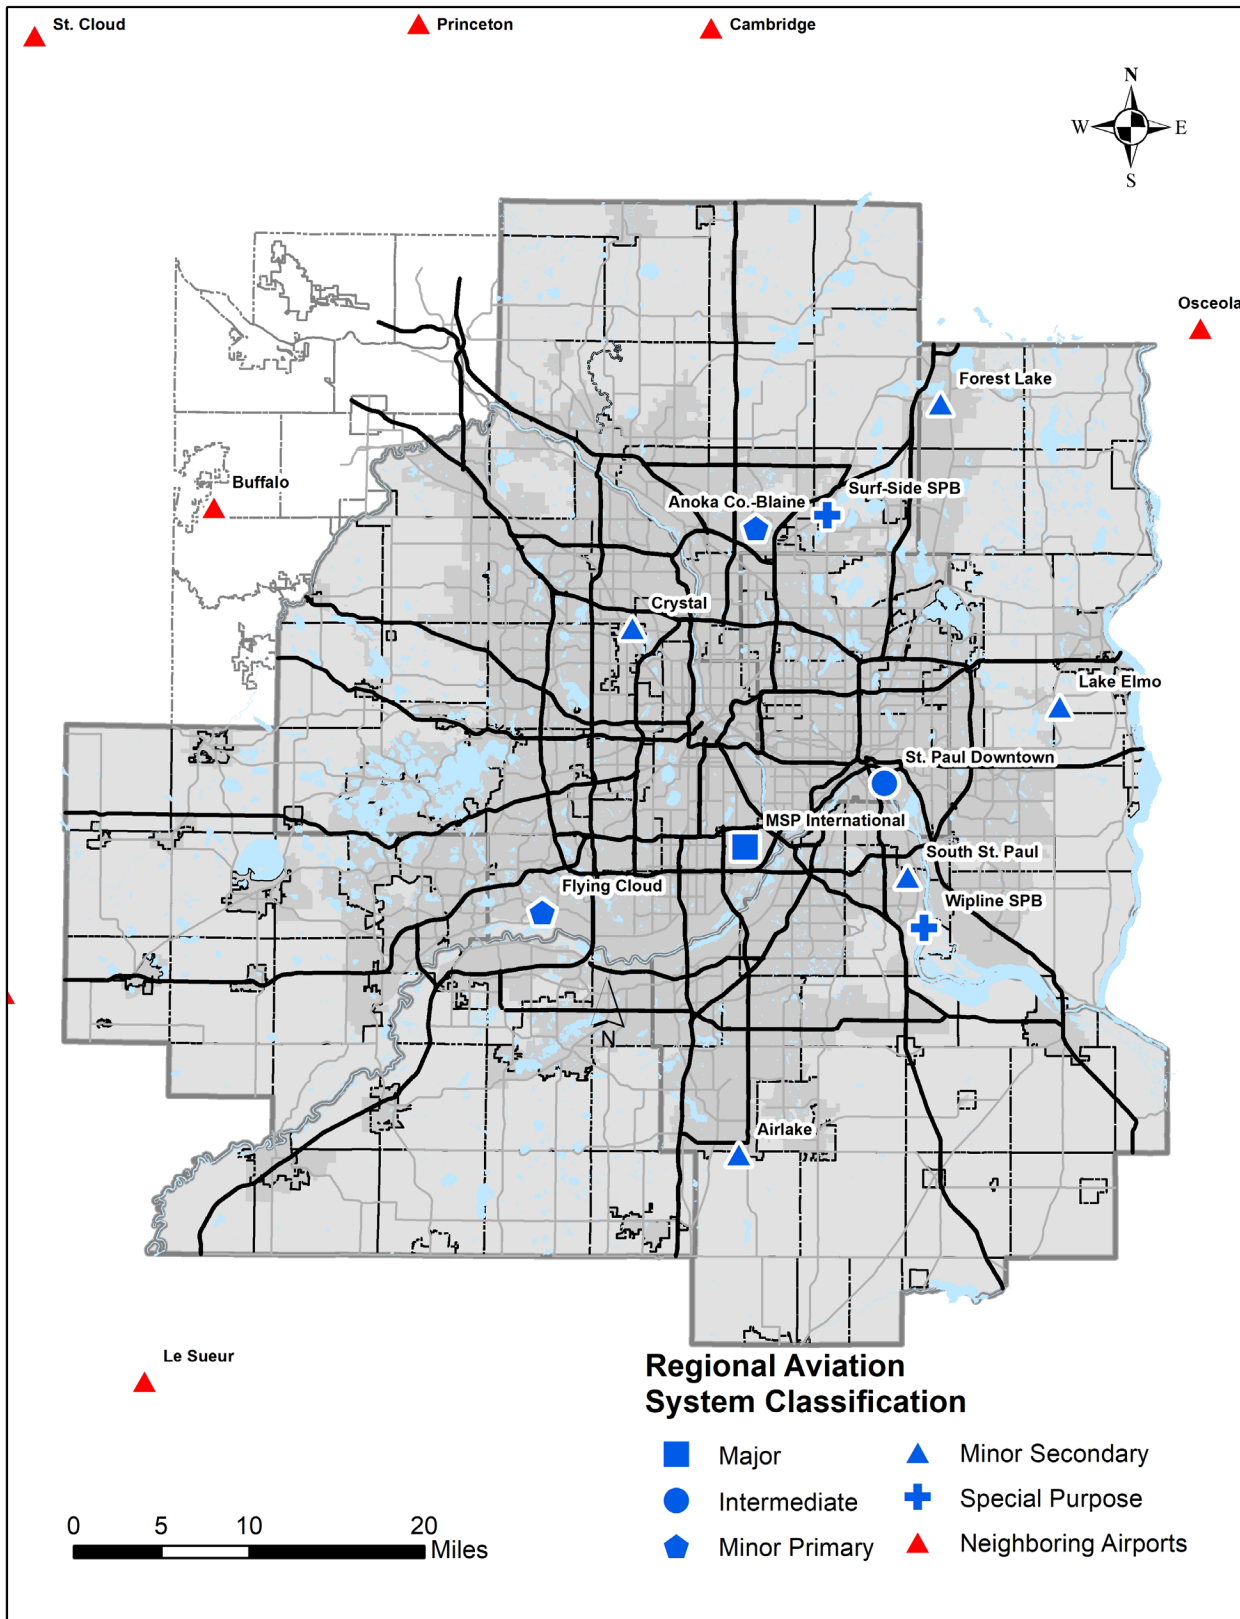 St. Cloud
Princeton
Cambridge
N
W
E
S
Osceola
Forest Lake
Buffalo
Surf-Side SPB
Anoka Co.-Blaine
Crystal
Lake Elmo
St. Paul Downtown
MSP International
South St. Paul
Flying Cloud
Wipline SPB
N
Airlake
Le Sueur
Regional Aviation
System Classification
Major
Minor Secondary
Intermediate
Special Purpose
Minor Primary
Neighboring Airports
0 5 10 20
Miles